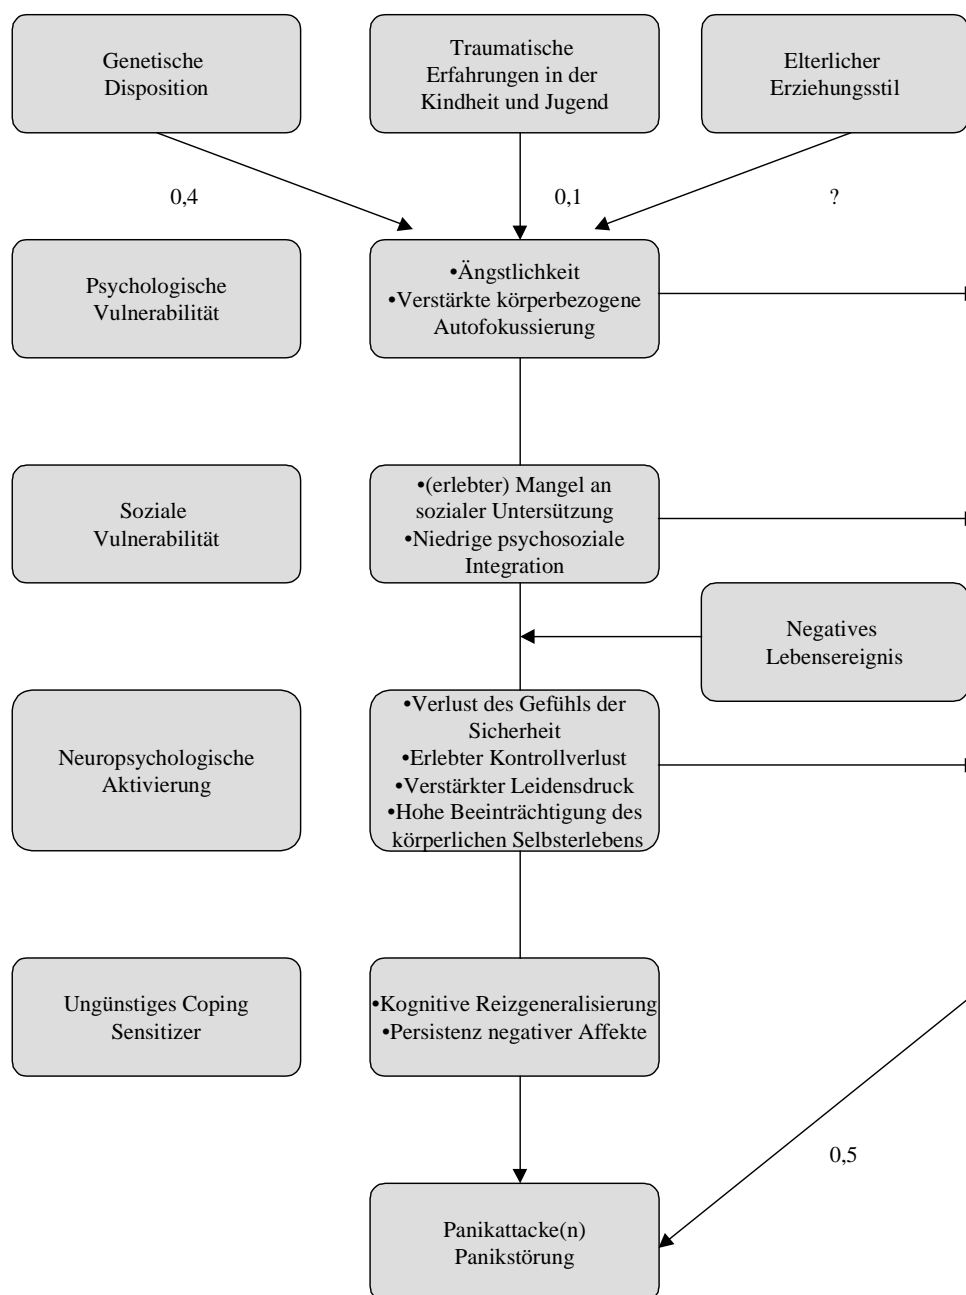 Genetische
Disposition
Traumatische
Erfahrungen in der
Kindheit und Jugend
Elterlicher
Erziehungsstil
0,4
0,1
?
Psychologische
Vulnerabilität
•Ängstlichkeit
•Verstärkte körperbezogene
Autofokussierung
Soziale
Vulnerabilität
•(erlebter) Mangel an
sozialer Untersützung
•Niedrige psychosoziale
Integration
Negatives
Lebensereignis
Neuropsychologische
Aktivierung
•Verlust des Gefühls der
Sicherheit
•Erlebter Kontrollverlust
•Verstärkter Leidensdruck
•Hohe Beeinträchtigung des
körperlichen Selbsterlebens
Ungünstiges Coping
Sensitizer
•Kognitive Reizgeneralisierung
•Persistenz negativer Affekte
0,5
Panikattacke(n)
Panikstörung